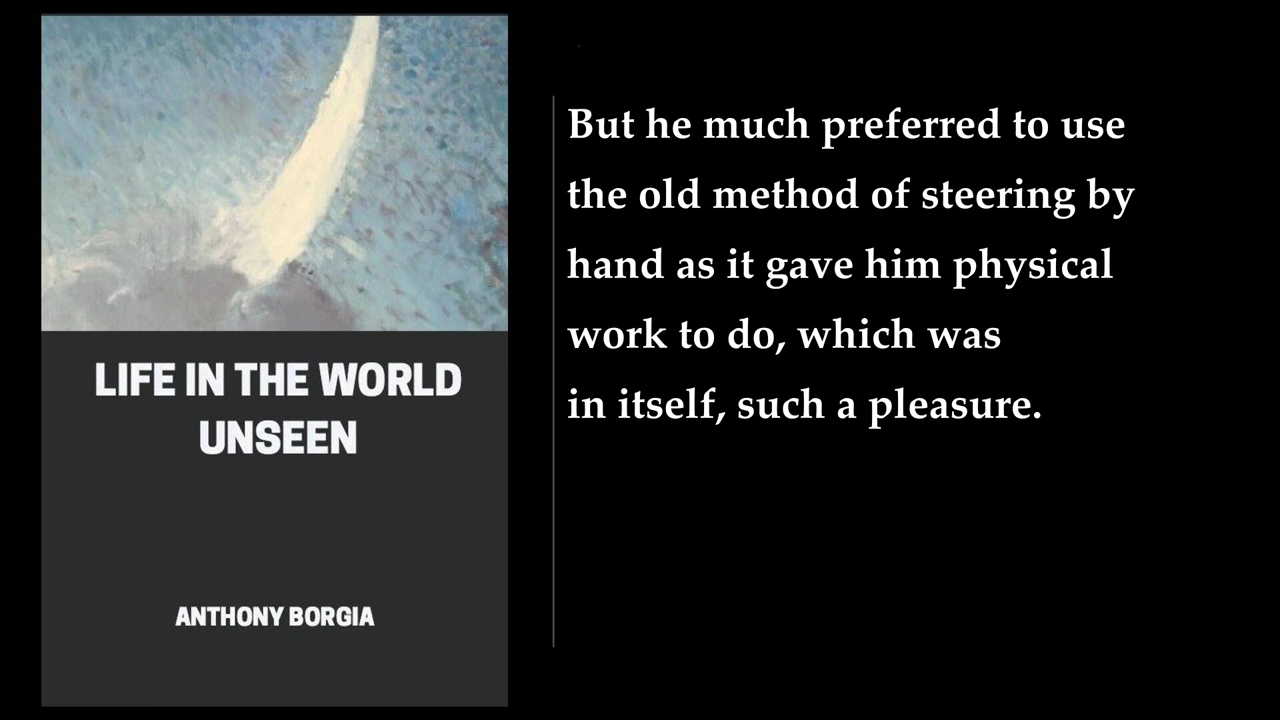 LIFE IN THE WORLD
UNSEEN
ANTHONY BORGIA
But he much preferred to use
the old method of steering by
hand as it gave him physical
work to do, which was
in itself, such a pleasure.